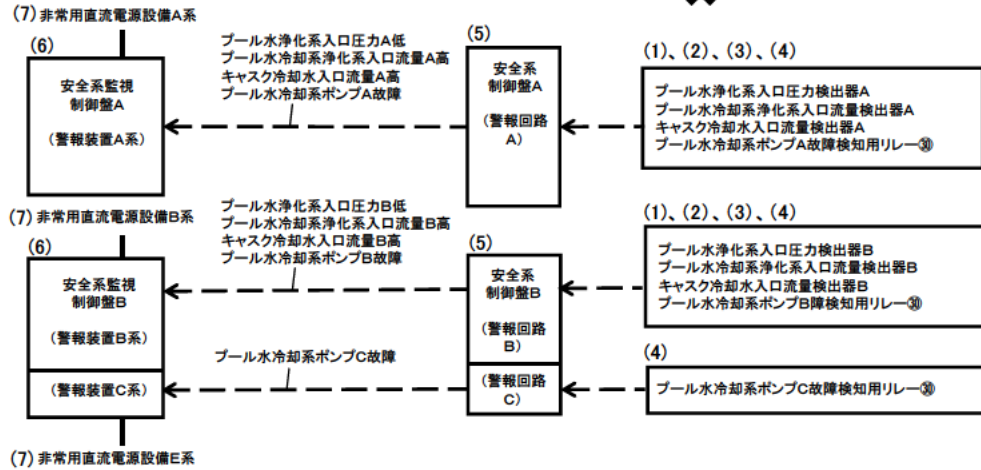 (7) 非常用直流電源設備A系
(6)
安全系監視
制御盤A
(警報装置A系)
プール水浄化系入口圧力A低
プール水冷却系浄化系入口流量A高
キャスク冷却水入口流量A高
プール水冷却系ポンプA故障
(5)
安全系
制御盤A
(警報回路
A)
(1)、(2)、(3)、(4)
プール水浄化系入口圧力検出器A
プール水冷却系浄化系入口流量検出器A
キャスク冷却水入口流量検出器A
プール水冷却系ポンプA故障検知用リレー㉚
(7) 非常用直流電源設備B系
(6)
安全系監視
制御盤B
(警報装置B系)
(警報装置C系)
プール水浄化系入口圧力B低
プール水冷却系浄化系入口流量B高
キャスク冷却水入口流量B高
プール水冷却系ポンプB故障
プール水冷却系ポンプC故障
(5)
安全系
制御盤B
(警報回路
B)
(警報回路
C)
(1)、(2)、(3)、(4)
プール水浄化系入口圧力検出器B
プール水冷却系浄化系入口流量検出器B
キャスク冷却水入口流量検出器B
プール水冷却系ポンプB障検知用リレー㉚
(4)
プール水冷却系ポンプC故障検知用リレー㉚
(7) 非常用直流電源設備E系